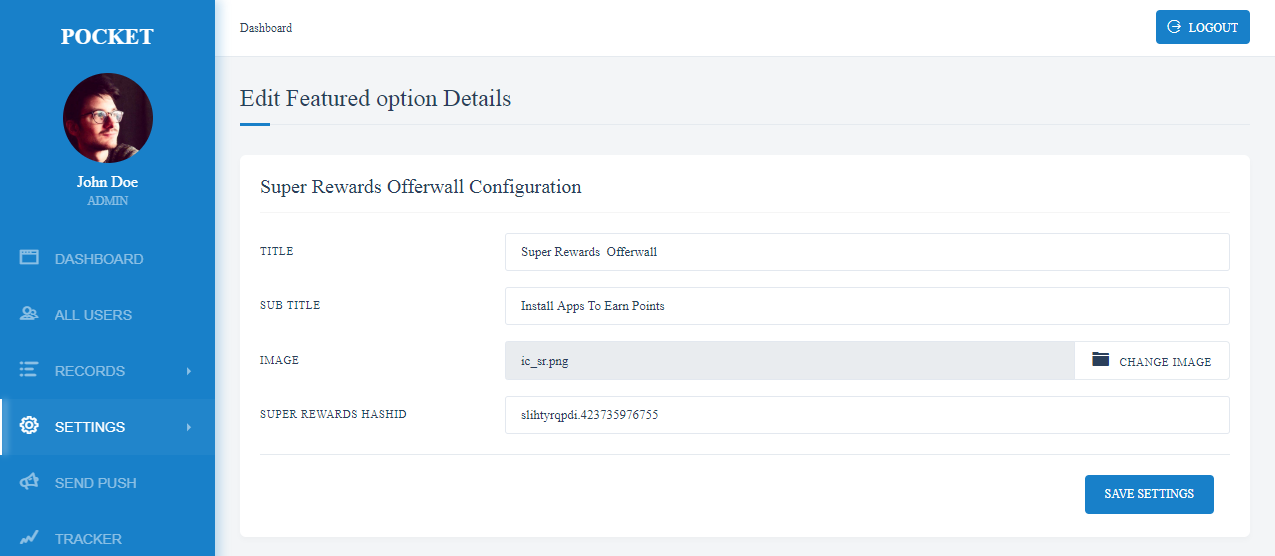 POCKET
John Doe
ADMIN
DASHBOARD
ALL USERS
RECORDS
SETTINGS
SEND PUSH
TRACKER
Dashboard
LOGOUT
Edit Featured option Details
Super Rewards Offerwall Configuration
TITLE
Super Rewards  Offerwall
SUB TITLE
Install Apps To Earn Points
IMAGE
ic_sr.png
CHANGE IMAGE
SUPER REWARDS HASHID
slihtyrqpdi.423735976755
SAVE SETTINGS